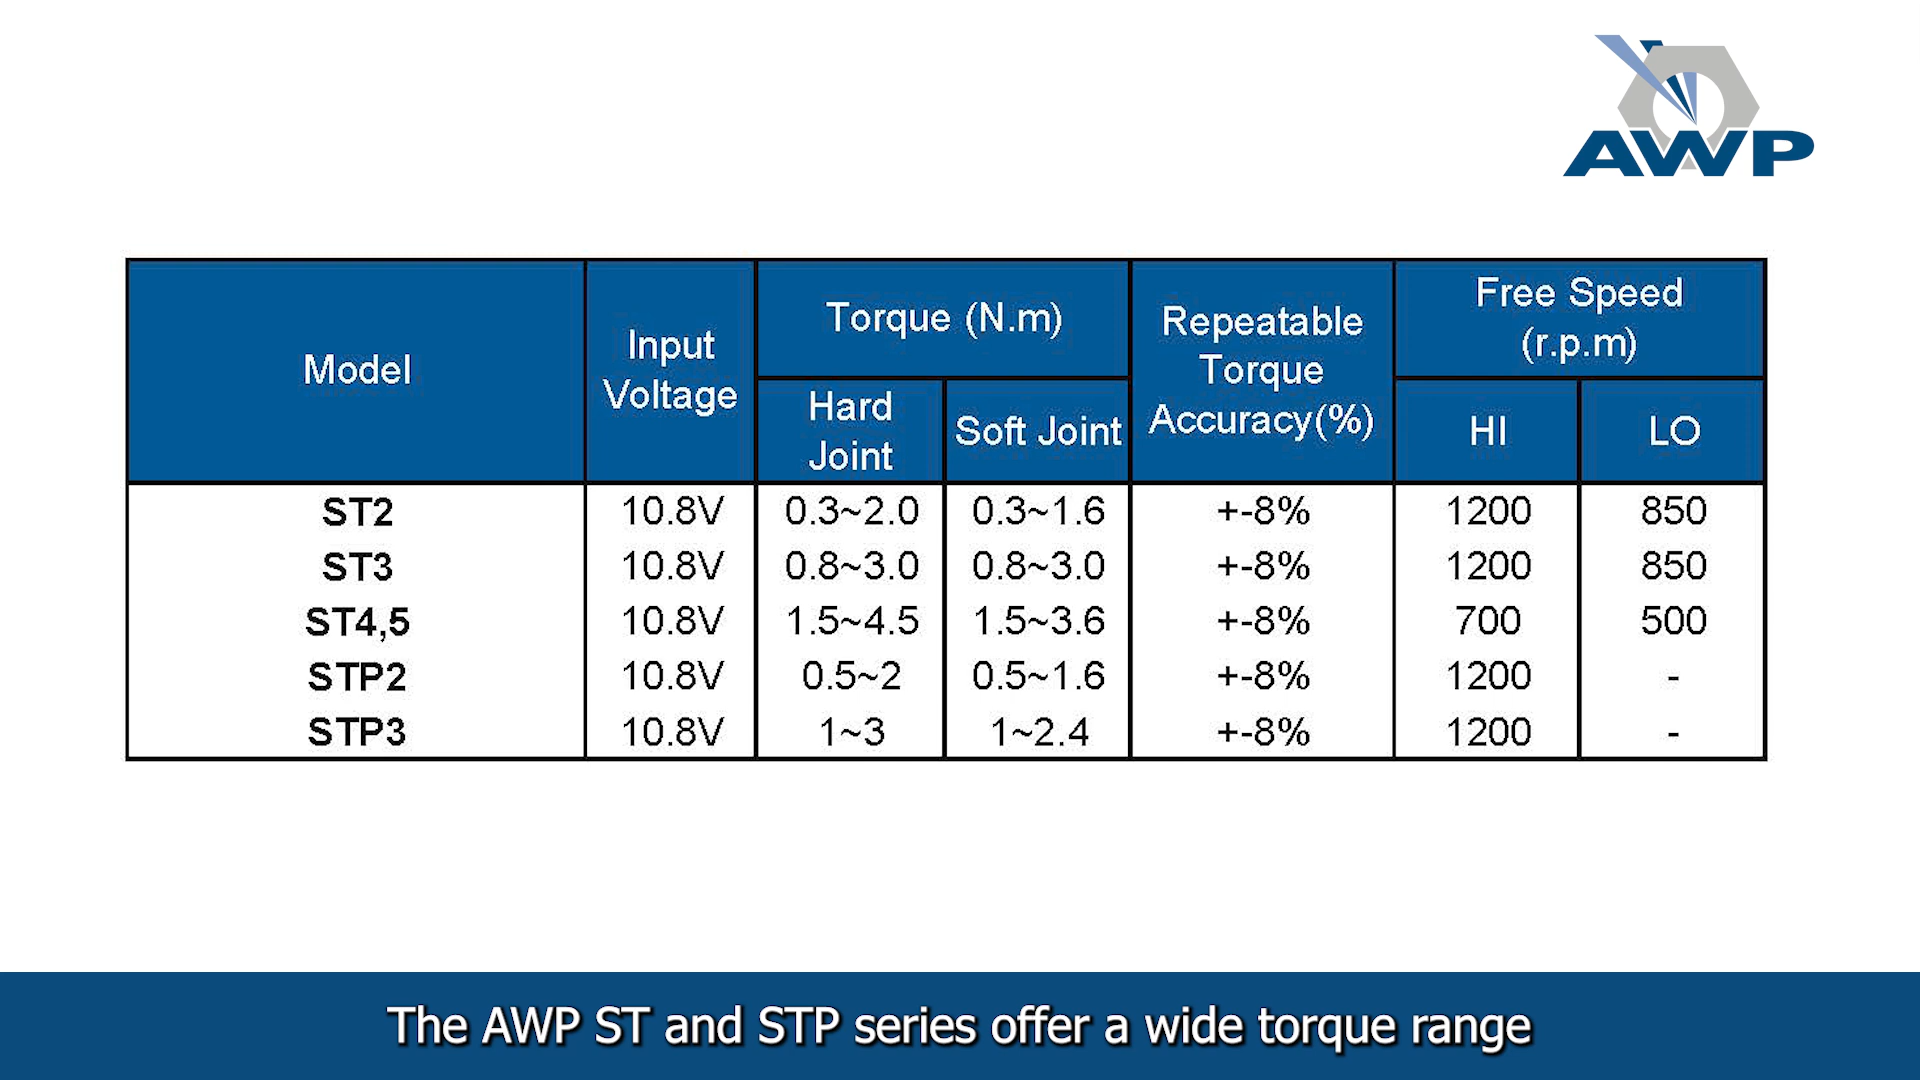 AWP
Model
Input
Voltage
Torque (N.m)
Hard
Joint
Soft Joint
Repeatable
Torque
Accuracy(%)
Free Speed
(r.p.m)
HI
LO
ST2 10.8V 0.3~2.0 0.3~1.6 +-8% 1200 850
ST3 10.8V 0.8~3.0 0.8~3.0 +-8% 1200 850
ST4,5 10.8V 1.5~4.5 1.5~3.6 +-8% 700 500
STP2 10.8V 0.5~2 0.5~1.6 +-8% 1200 -
STP3 10.8V 1~3 1~2.4 +-8% 1200 -
The AWP ST and STP series offer a wide torque range